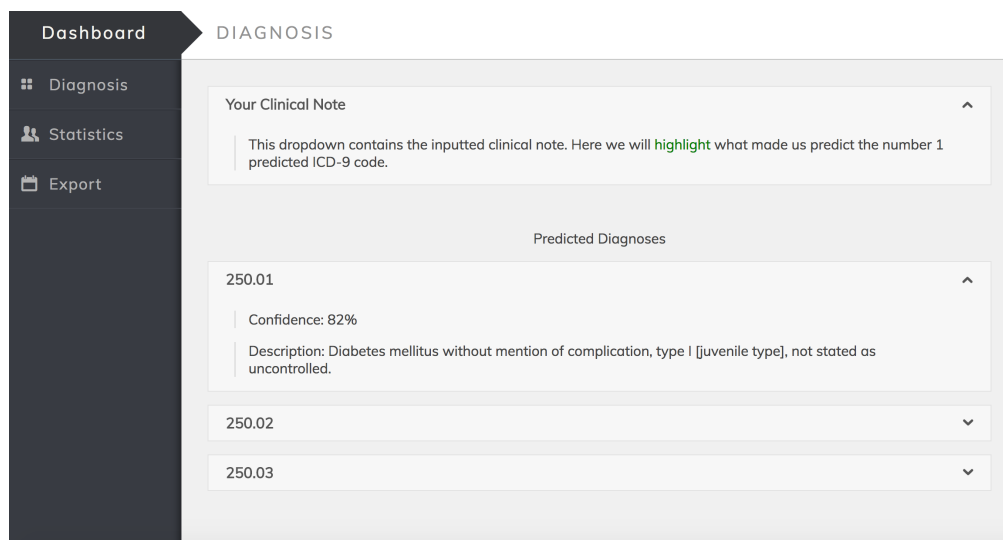 Dashboard
DIAGNOSIS
Diagnosis
Statistics
Export
Your Clinical Note
This dropdown contains the inputted clinical note. Here we will highlight what made us predict the number 1
predicted ICD-9 code.
Predicted Diagnoses
250.01
Confidence: 82%
Description: Diabetes mellitus without mention of complication, type I [juvenile type], not stated as
uncontrolled.
250.02
250.03